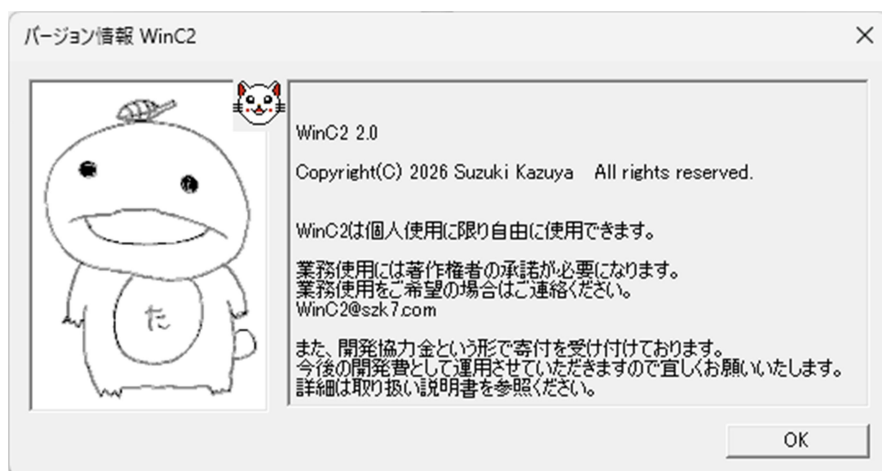 バージョン情報 WinC2
た
WinC2 2.0
Copyright(C) 2026 Suzuki Kazuya　All rights reserved.
WinC2は個人使用に限り自由に使用できます。
業務使用には著作権者の承諾が必要になります。
業務使用をご希望の場合はご連絡ください。
WinC2@szk7.com
また、開発協力金という形で寄付を受け付けております。
今後の開発費として運用させていただきますので宜しくお願いいたします。
詳細は取り扱い説明書を参照ください。
OK